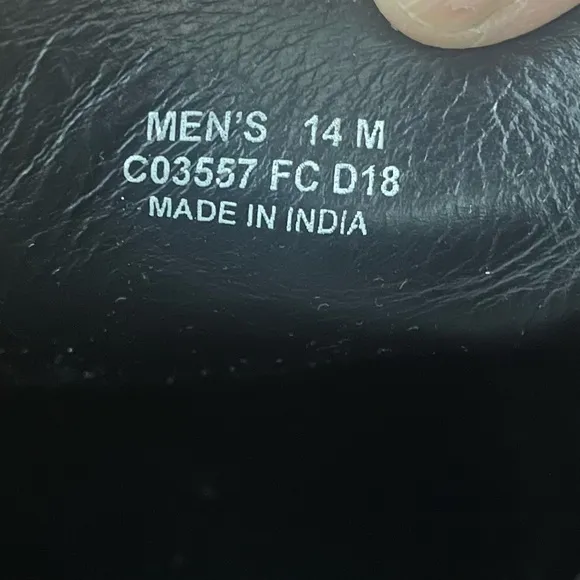 MEN'S 14 M
C03557 FC D18
MADE IN INDIA